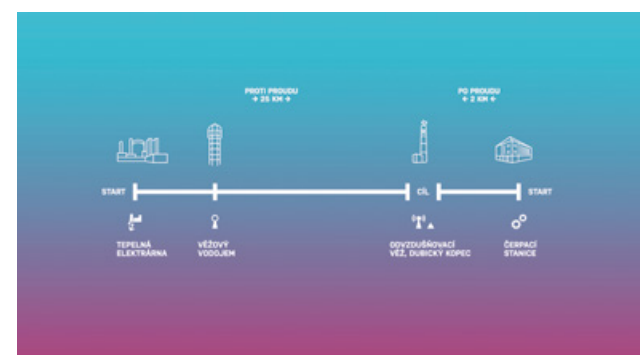 PROTI PROUDU
← 25 KM →
PO PROUDU
← 2 KM →
START
CÍL
START
TEPELNÁ
ELEKTRÁRNA
VĚŽOVÝ
VODOJEM
ODVZDUŠŇOVACÍ
VĚŽ, DUBICKÝ KOPEC
ČERPACÍ
STANICE